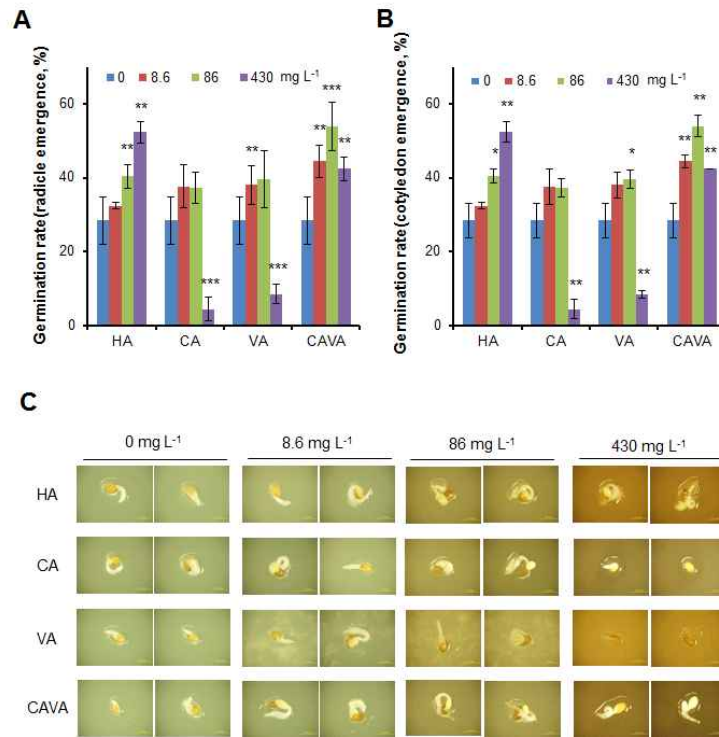 A
B
0 8.6 86 430 mg L-1
0 8.6 86 430 mg L-1
Germination rate (radicle emergence, %)
Germination rate (cotyledon emergence, %)
60
40
20
0
60
40
20
0
** ** *** *** ** *** ** **
* ** ** * ** ** ** **
HA CA VA CAVA
HA CA VA CAVA
C
0 mg L-1 8.6 mg L-1 86 mg L-1 430 mg L-1
HA
CA
VA
CAVA